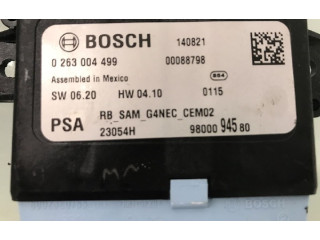 BOSCH 140821
0 263 004 499 00088798
Assembled in Mexico
SW 06.20 HW 04.10 0115
PSA RB_SAM_G4NEC_CEM02
23054H 98000 945 80